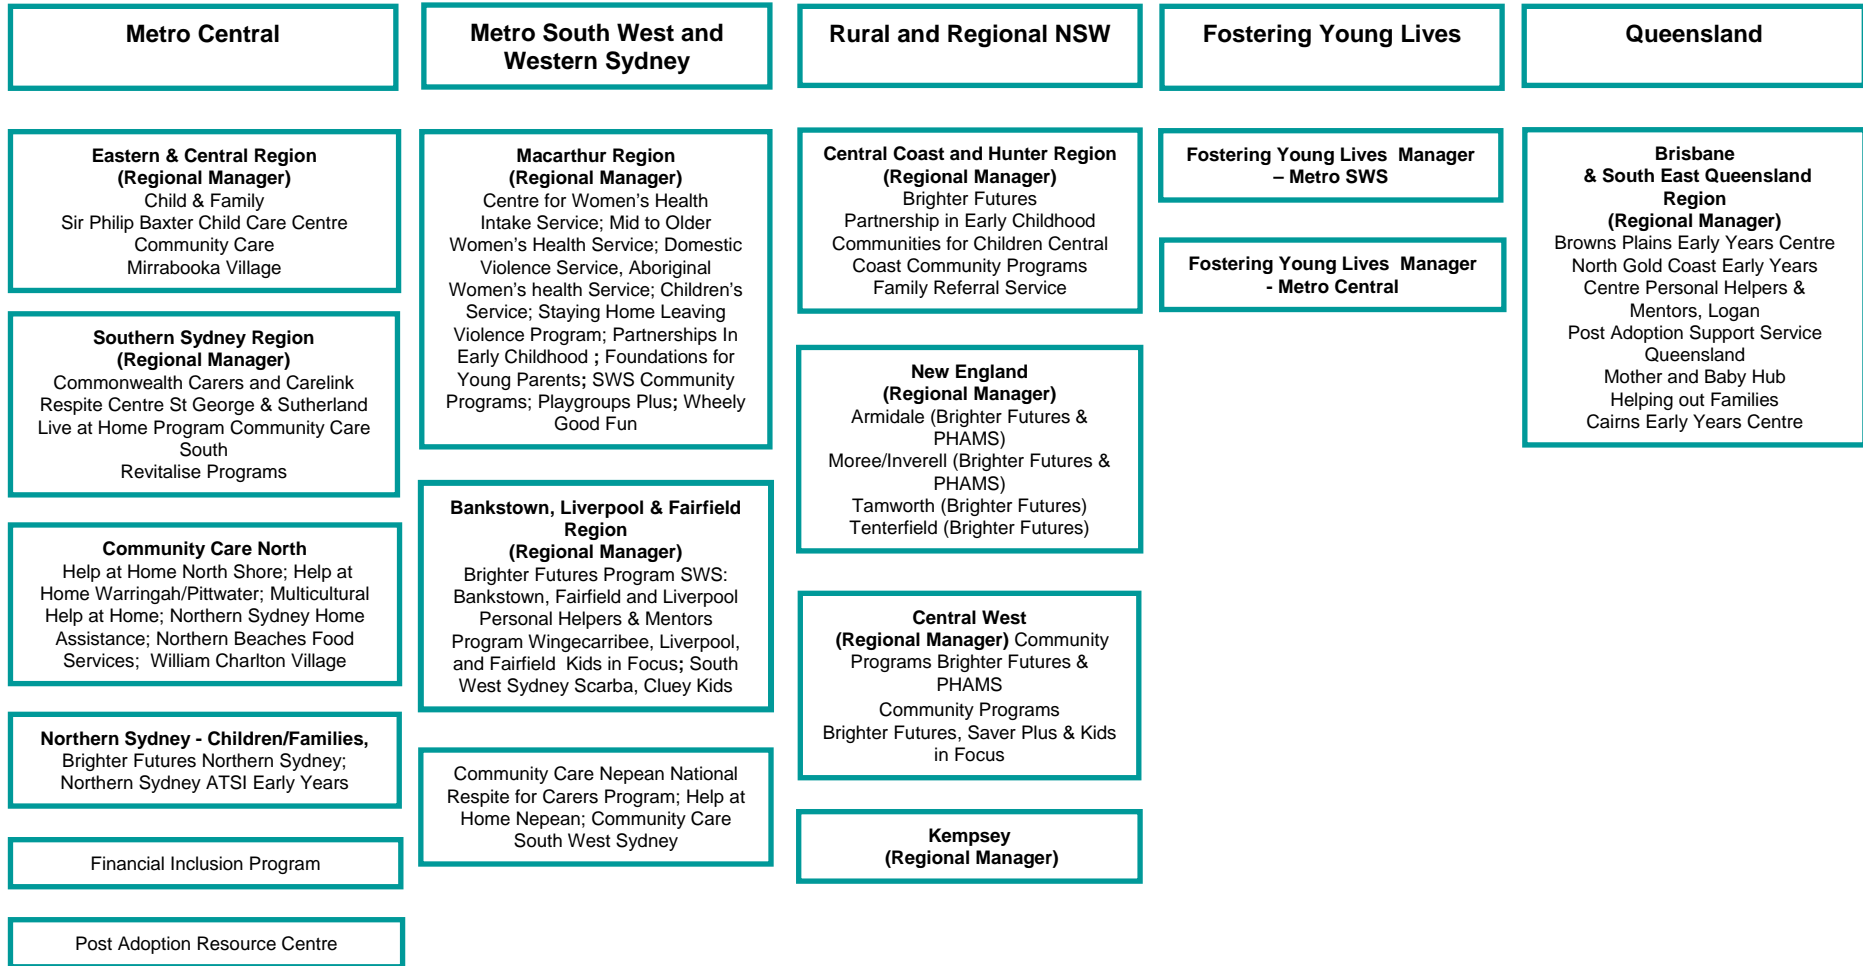 Metro Central
Eastern & Central Region
(Regional Manager)
Child & Family
Sir Philip Baxter Child Care Centre
Community Care
Mirrabooka Village
Southern Sydney Region
(Regional Manager)
Commonwealth Carers and Carelink
Respite Centre St George & Sutherland
Live at Home Program Community Care
South
Revitalise Programs
Community Care North
Help at Home North Shore; Help at
Home Warringah/Pittwater; Multicultural
Help at Home; Northern Sydney Home
Assistance; Northern Beaches Food
Services;  William Charlton Village
Northern Sydney - Children/Families,
Brighter Futures Northern Sydney;
Northern Sydney ATSI Early Years
Financial Inclusion Program
Post Adoption Resource Centre
Metro South West and
Western Sydney
Macarthur Region
(Regional Manager)
Centre for Women's Health
Intake Service; Mid to Older
Women's Health Service; Domestic
Violence Service, Aboriginal
Women's health Service; Children's
Service; Staying Home Leaving
Violence Program; Partnerships In
Early Childhood ; Foundations for
Young Parents; SWS Community
Programs; Playgroups Plus; Wheely
Good Fun
Bankstown, Liverpool & Fairfield
Region
(Regional Manager)
Brighter Futures Program SWS:
Bankstown, Fairfield and Liverpool
Personal Helpers & Mentors
Program Wingecarribee, Liverpool,
and Fairfield  Kids in Focus; South
West Sydney Scarba, Cluey Kids
Community Care Nepean National
Respite for Carers Program; Help at
Home Nepean; Community Care
South West Sydney
Rural and Regional NSW
Central Coast and Hunter Region
(Regional Manager)
Brighter Futures
Partnership in Early Childhood
Communities for Children Central
Coast Community Programs
Family Referral Service
New England
(Regional Manager)
Armidale (Brighter Futures &
PHAMS)
Moree/Inverell (Brighter Futures &
PHAMS)
Tamworth (Brighter Futures)
Tenterfield (Brighter Futures)
Central West
(Regional Manager) Community
Programs Brighter Futures &
PHAMS
Community Programs
Brighter Futures, Saver Plus & Kids
in Focus
Kempsey
(Regional Manager)
Fostering Young Lives
Fostering Young Lives  Manager
– Metro SWS
Fostering Young Lives  Manager
- Metro Central
Queensland
Brisbane
& South East Queensland
Region
(Regional Manager)
Browns Plains Early Years Centre
North Gold Coast Early Years
Centre Personal Helpers &
Mentors, Logan
Post Adoption Support Service
Queensland
Mother and Baby Hub
Helping out Families
Cairns Early Years Centre